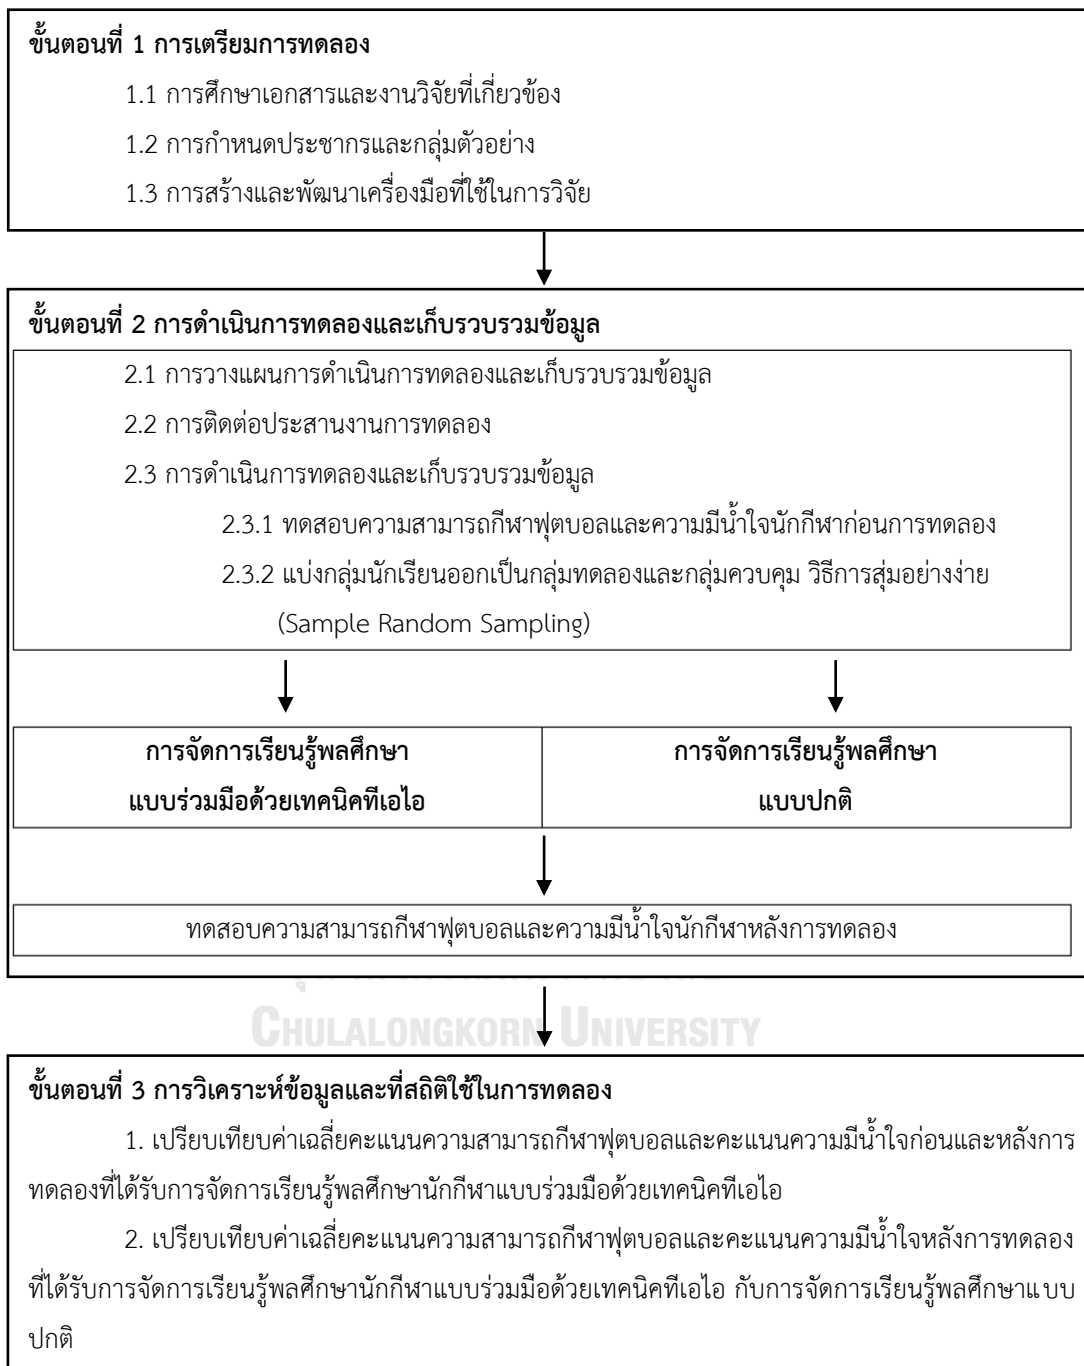 ขั้นตอนที่ 1 การเตรียมการทดลอง
1.1 การศึกษาเอกสารและงานวิจัยที่เกี่ยวข้อง
1.2 การกำหนดประชากรและกลุ่มตัวอย่าง
1.3 การสร้างและพัฒนาเครื่องมือที่ใช้ในการวิจัย
ขั้นตอนที่ 2 การดำเนินการทดลองและเก็บรวบรวมข้อมูล
2.1 การวางแผนการดำเนินการทดลองและเก็บรวบรวมข้อมูล
2.2 การติดต่อประสานงานการทดลอง
2.3 การดำเนินการทดลองและเก็บรวบรวมข้อมูล
2.3.1 ทดสอบความสามารถกีฬาฟุตบอลและความมีน้ำใจนักกีฬาก่อนการทดลอง
2.3.2 แบ่งกลุ่มนักเรียนออกเป็นกลุ่มทดลองและกลุ่มควบคุม วิธีการสุ่มอย่างง่าย
(Sample Random Sampling)
การจัดการเรียนรู้พลศึกษา
แบบร่วมมือด้วยเทคนิคทีเอไอ
การจัดการเรียนรู้พลศึกษา
แบบปกติ
ทดสอบความสามารถกีฬาฟุตบอลและความมีน้ำใจนักกีฬาหลังการทดลอง
CHULALONGKORN UNIVERSITY
ขั้นตอนที่ 3 การวิเคราะห์ข้อมูลและที่สถิติใช้ในการทดลอง
1. เปรียบเทียบค่าเฉลี่ยคะแนนความสามารถกีฬาฟุตบอลและคะแนนความมีน้ำใจก่อนและหลังการ
ทดลองที่ได้รับการจัดการเรียนรู้พลศึกษานักกีฬาแบบร่วมมือด้วยเทคนิคทีเอไอ
2. เปรียบเทียบค่าเฉลี่ยคะแนนความสามารถกีฬาฟุตบอลและคะแนนความมีน้ำใจหลังการทดลอง
ที่ได้รับการจัดการเรียนรู้พลศึกษานักกีฬาแบบร่วมมือด้วยเทคนิคทีเอไอ กับการจัดการเรียนรู้พลศึกษาแบบ
ปกติ